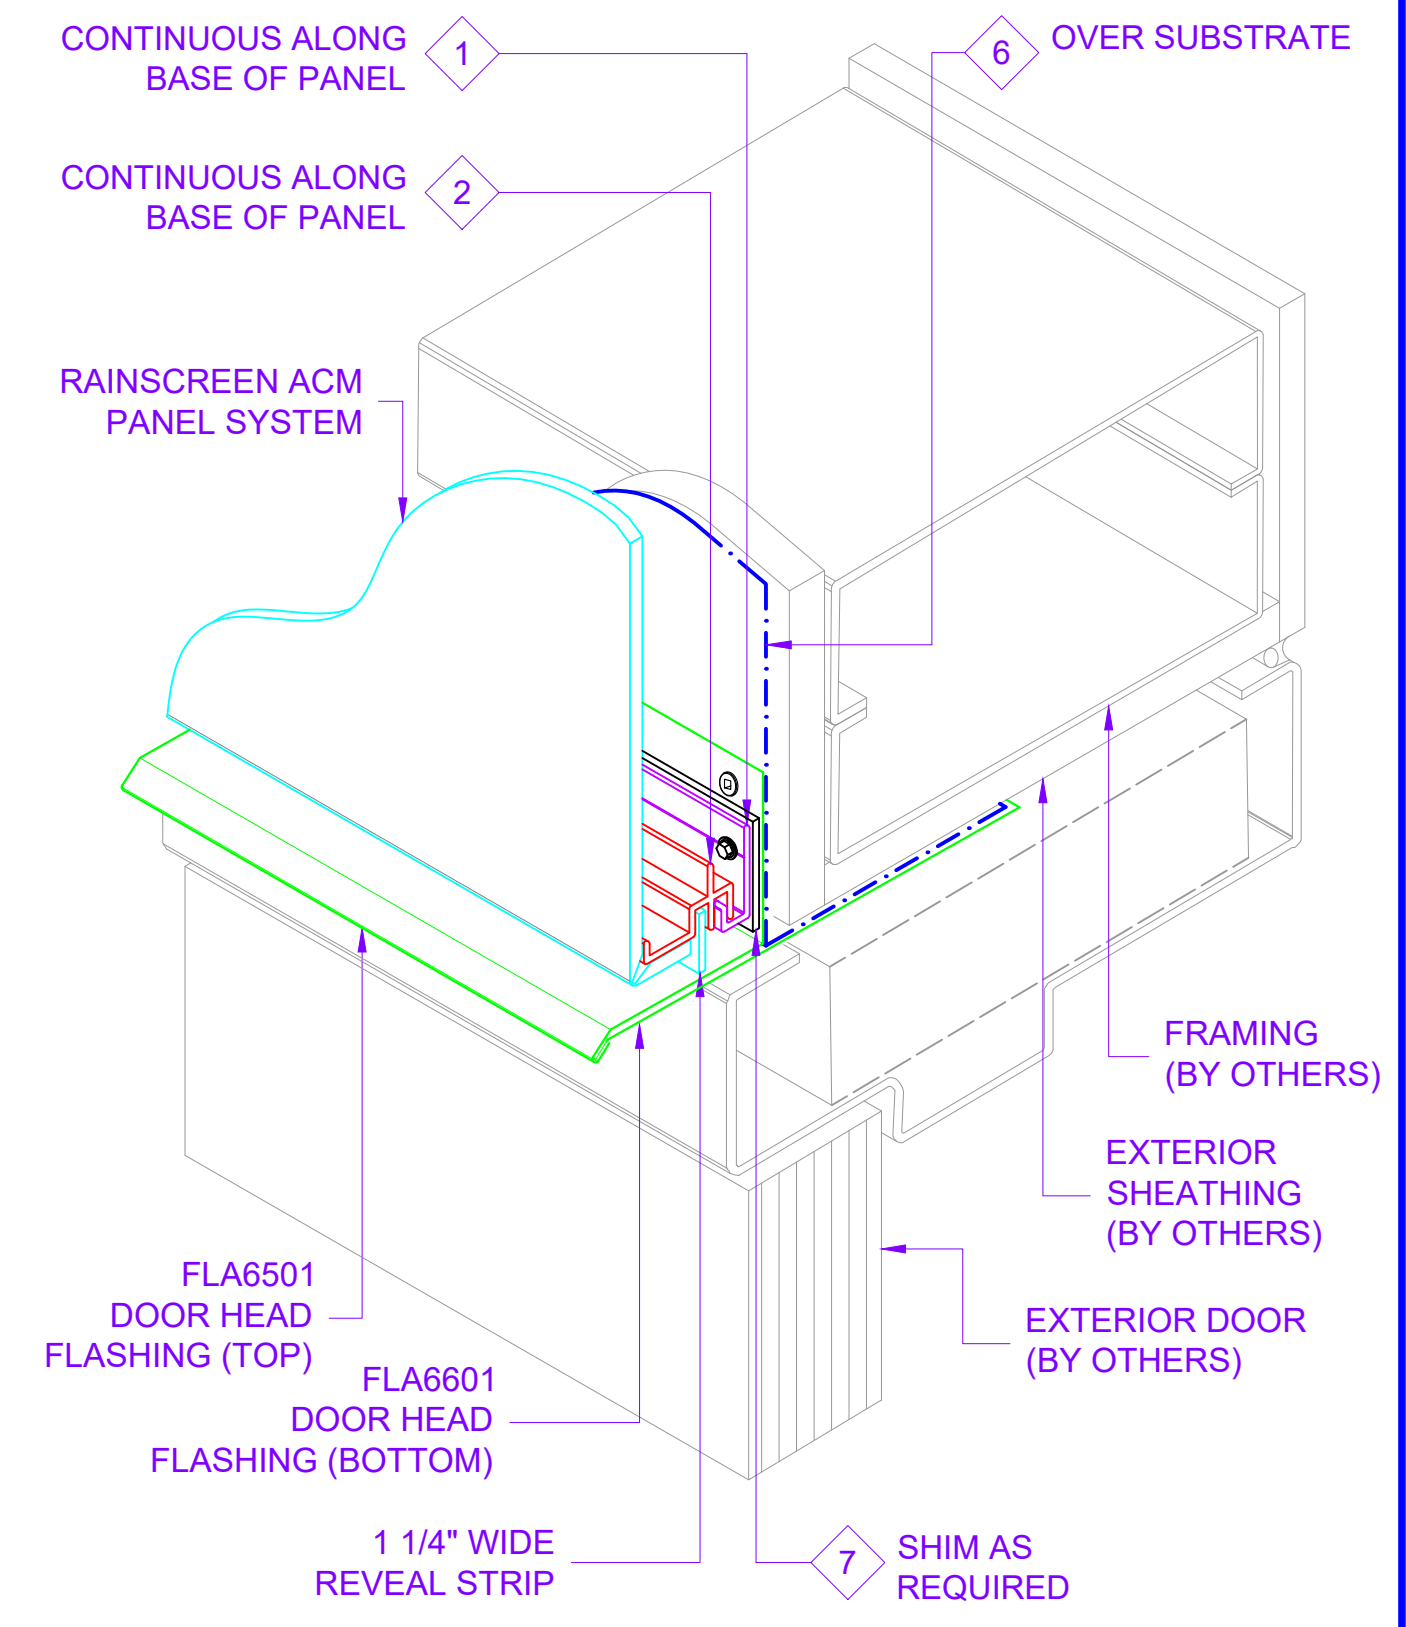 CONTINUOUS ALONG
BASE OF PANEL
1
6
OVER SUBSTRATE
CONTINUOUS ALONG
BASE OF PANEL
2
RAINSCREEN ACM
PANEL SYSTEM
FRAMING
(BY OTHERS)
EXTERIOR
SHEATHING
(BY OTHERS)
EXTERIOR DOOR
(BY OTHERS)
FLA6501
DOOR HEAD
FLASHING (TOP)
FLA6601
DOOR HEAD
FLASHING (BOTTOM)
1 1/4" WIDE
REVEAL STRIP
7
SHIM AS
REQUIRED